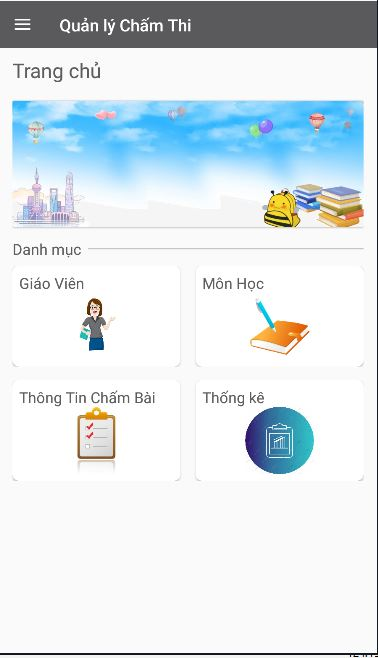 Quản lý Chấm Thi
Trang chủ
Danh mục
Giáo Viên
Môn Học
Thông Tin Chấm Bài
Thống kê